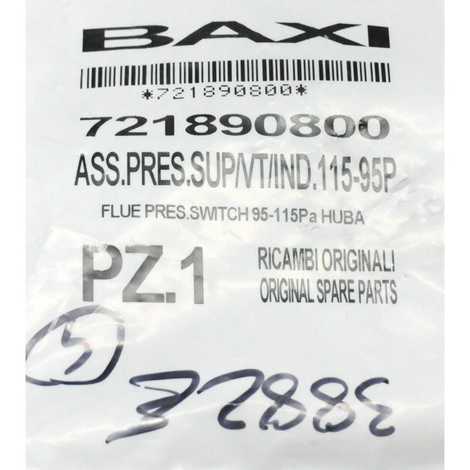 BAXI
*721890800*
721890800
ASS.PRES.SUP/VT/IND.115-95P
FLUE PRES.SWITCH 95-115Pa HUBA
PZ.1
RICAMBI ORIGINALI
ORIGINAL SPARE PARTS